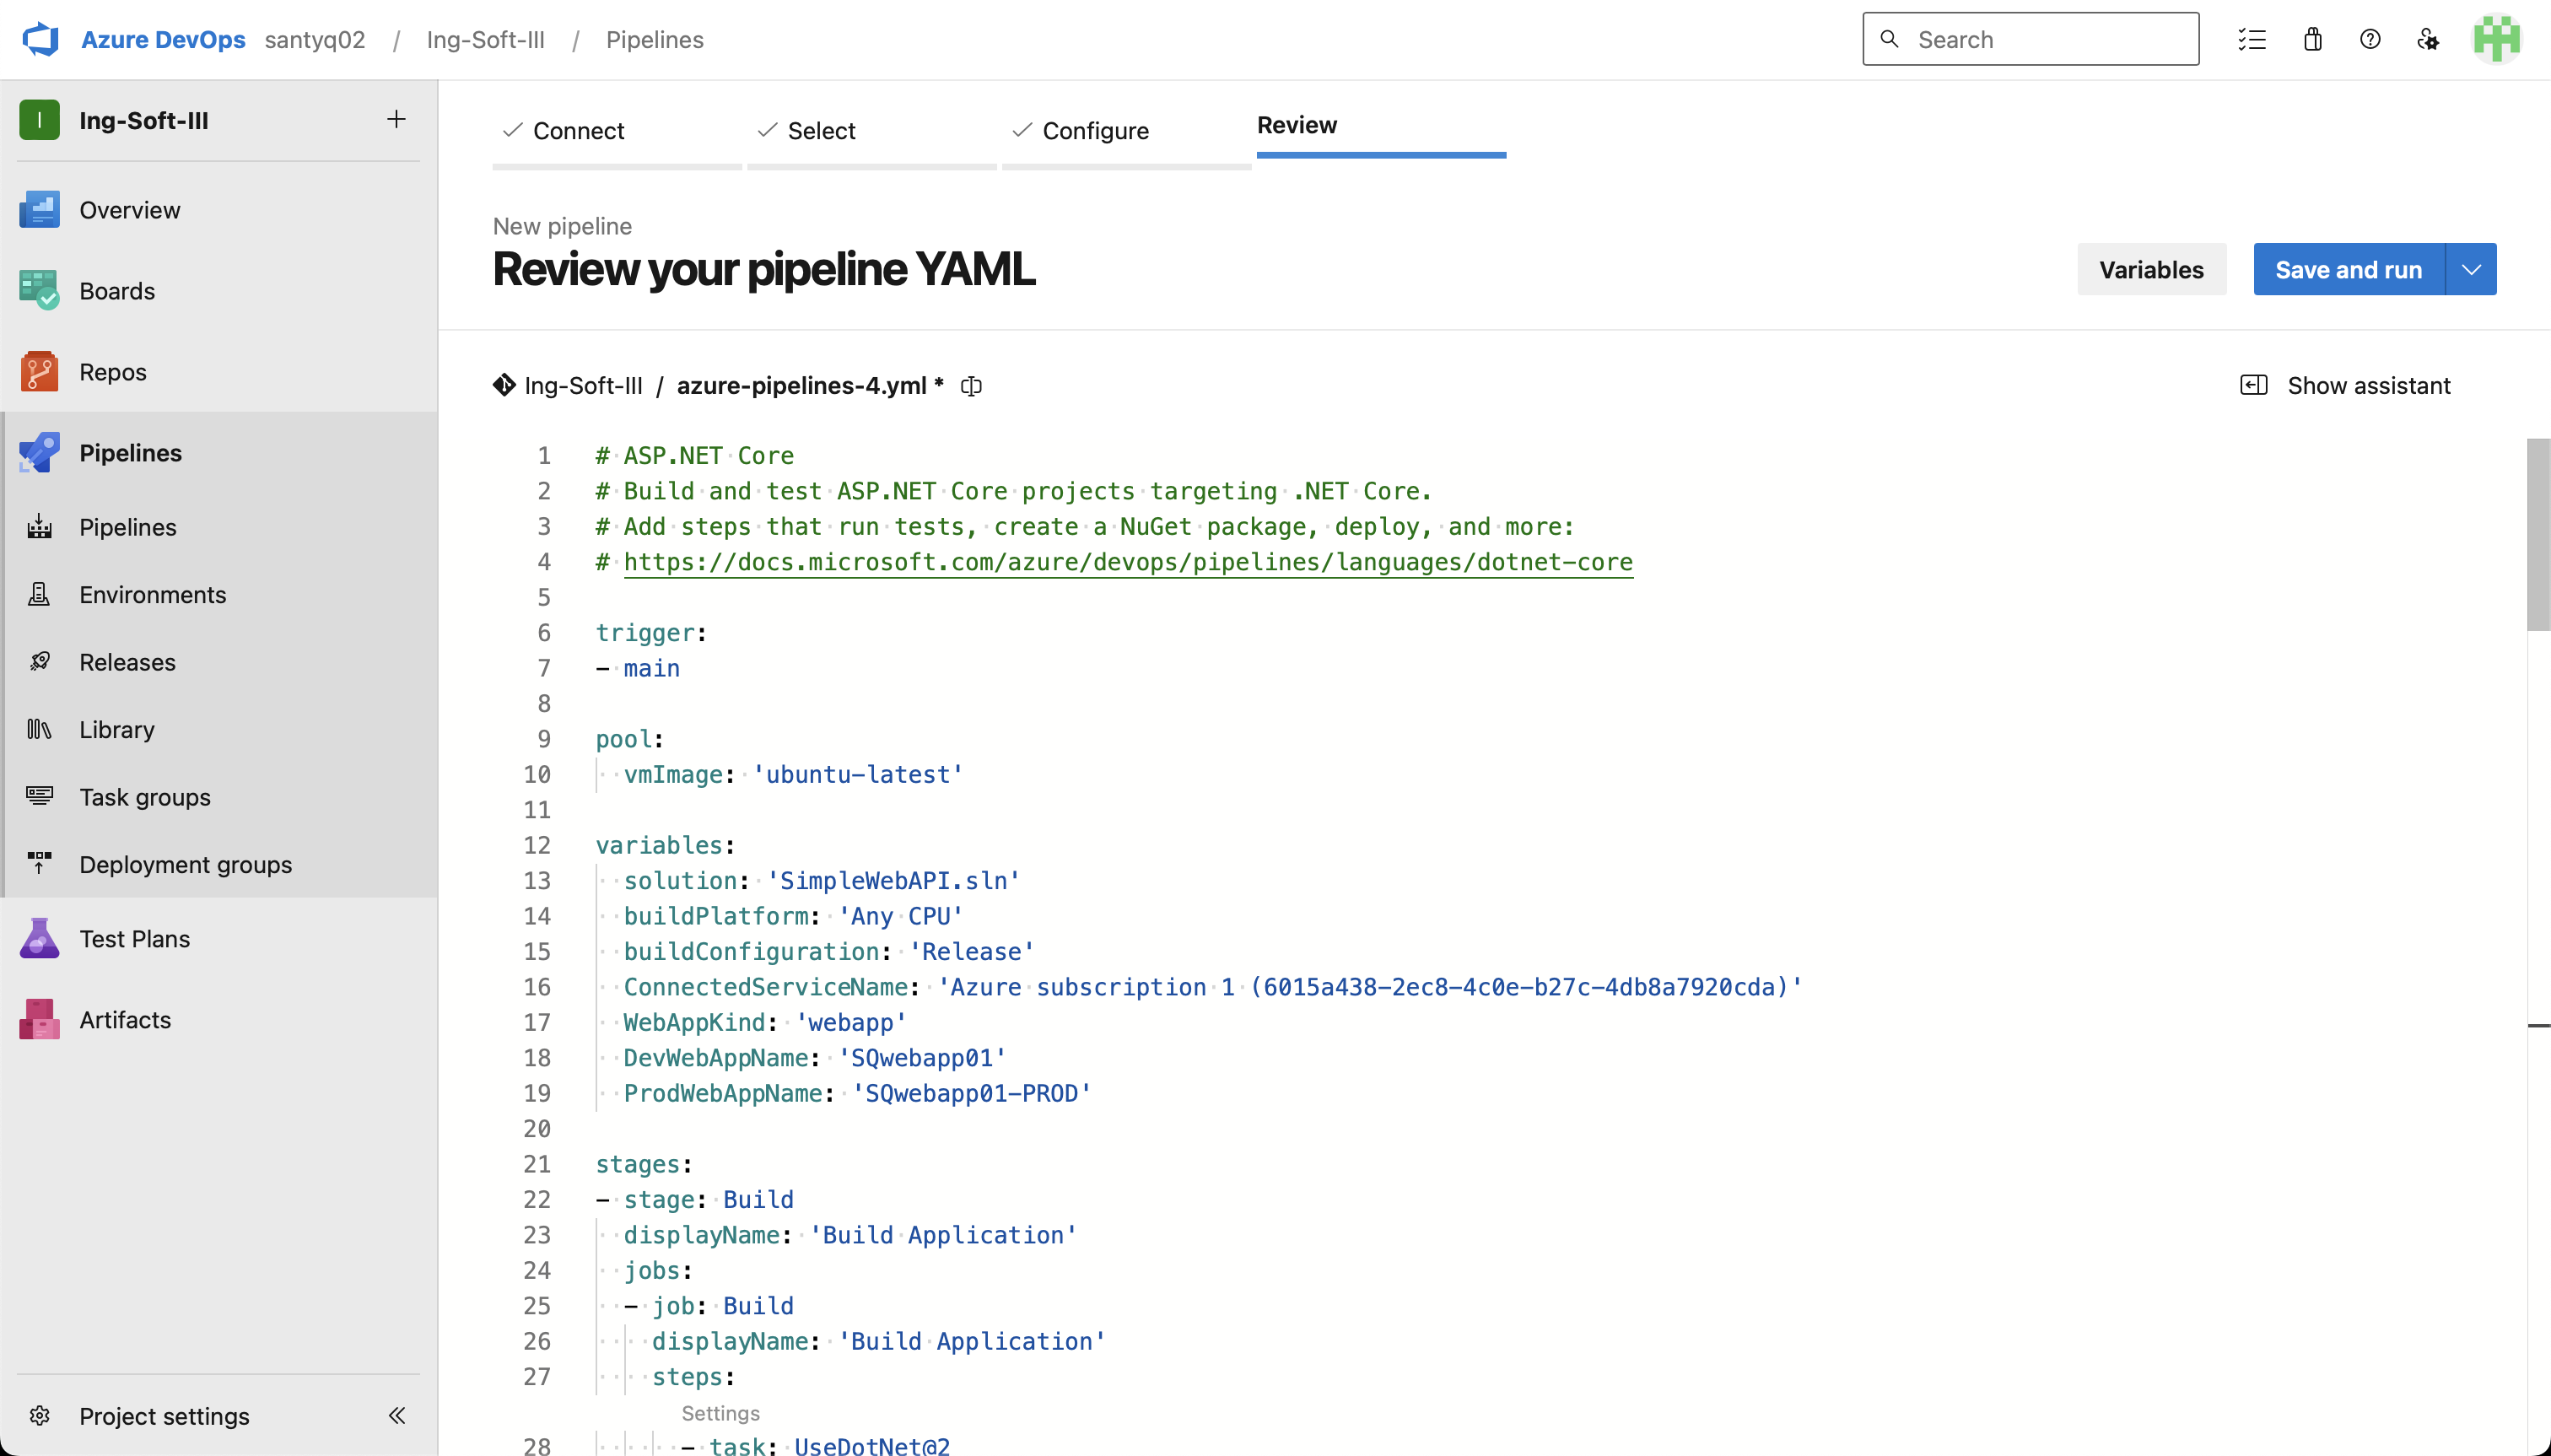 Azure DevOps santyq02 / Ing-Soft-III / Pipelines
Search
I Ing-Soft-III
Overview
Boards
Repos
Pipelines
Pipelines
Environments
Releases
Library
Task groups
Deployment groups
Test Plans
Artifacts
Project settings
Connect
Select
Configure
Review
New pipeline
Review your pipeline YAML
Variables
Save and run
Ing-Soft-III / azure-pipelines-4.yml *
Show assistant
1 # ASP.NET Core
2 # Build and test ASP.NET Core projects targeting .NET Core.
3 # Add steps that run tests, create a NuGet package, deploy, and more:
4 # https://docs.microsoft.com/azure/devops/pipelines/languages/dotnet-core
5
6 trigger:
7 - main
8
9 pool:
10   vmImage: 'ubuntu-latest'
11
12 variables:
13   solution: 'SimpleWebAPI.sln'
14   buildPlatform: 'Any CPU'
15   buildConfiguration: 'Release'
16   ConnectedServiceName: 'Azure subscription 1 (6015a438-2ec8-4c0e-b27c-4db8a7920cda)'
17   WebAppKind: 'webapp'
18   DevWebAppName: 'SQwebapp01'
19   ProdWebAppName: 'SQwebapp01-PROD'
20
21 stages:
22 - stage: Build
23   displayName: 'Build Application'
24   jobs:
25   - job: Build
26     displayName: 'Build Application'
27     steps:
Settings
28       - task: UseDotNet@2